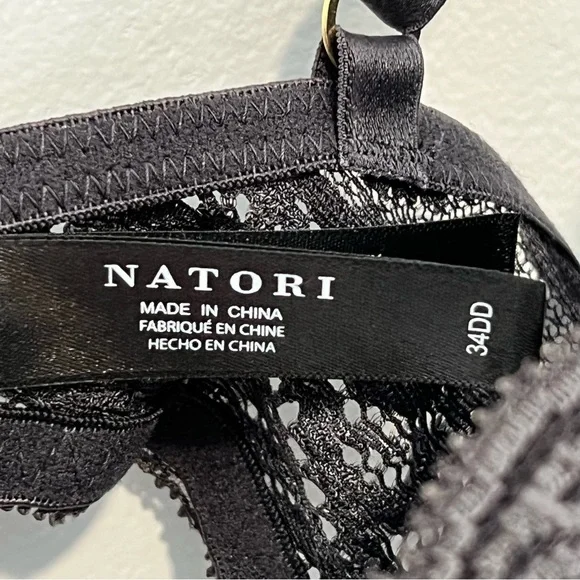 NATORI
MADE IN CHINA
FABRIQUÉ EN CHINE
HECHO EN CHINA
34DD